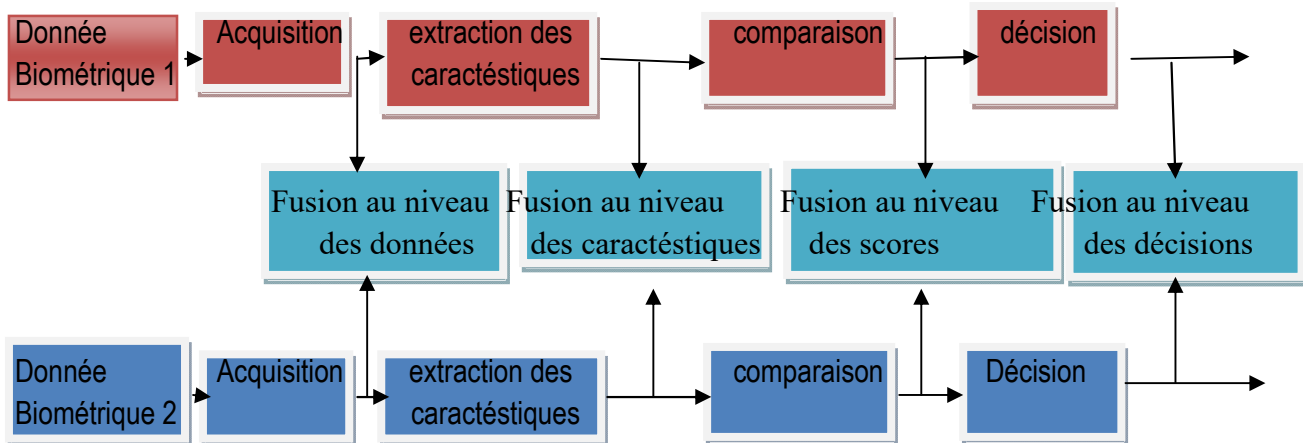 Donnée
Biométrique 1
Acquisition
extraction des
caractéstiques
comparaison
décision
Fusion au niveau
des données
Fusion au niveau
des caractéstiques
Fusion au niveau
des scores
Fusion au niveau
des décisions
Donnée
Biométrique 2
Acquisition
extraction des
caractéstiques
comparaison
Décision